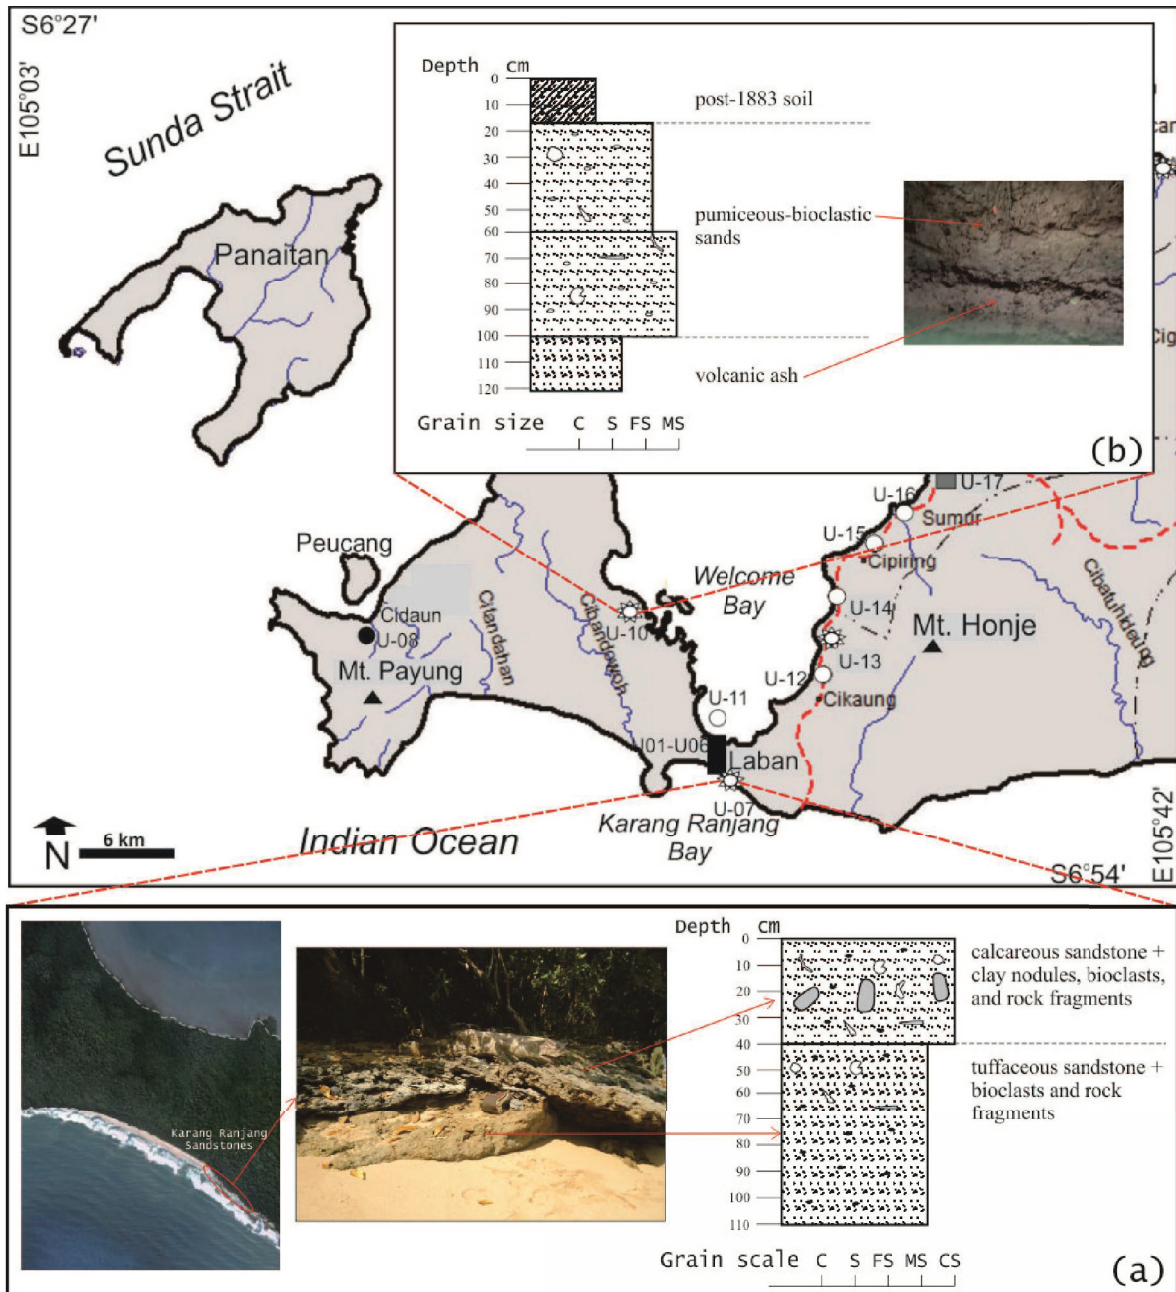 S6°27'
E105°03'
Sunda Strait
Panaitan
Depth cm
0
10
20
30
40
50
60
70
80
90
100
110
120
post-1883 soil
pumiceous-bioclastic
sands
volcanic ash
Grain size C S FS MS
(b)
Peucang
Cidaun
U-08
Mt. Payung
Citandahan
Cibandowoh
U-10
Welcome
Bay
U-11
U01-U06
Laban
U-07
Karang Ranjang
Bay
U-12
Cikaung
U-13
U-14
U-15
Cipiring
U-16
Sumur
U-17
Mt. Honje
6 km
N
Indian Ocean
S6°54'
E105°42'
Karang Ranjang
Sandstones
Depth cm
0
10
20
30
40
50
60
70
80
90
100
110
calcareous sandstone +
clay nodules, bioclasts,
and rock fragments
tuffaceous sandstone +
bioclasts and rock
fragments
Grain scale C S FS MS CS
(a)